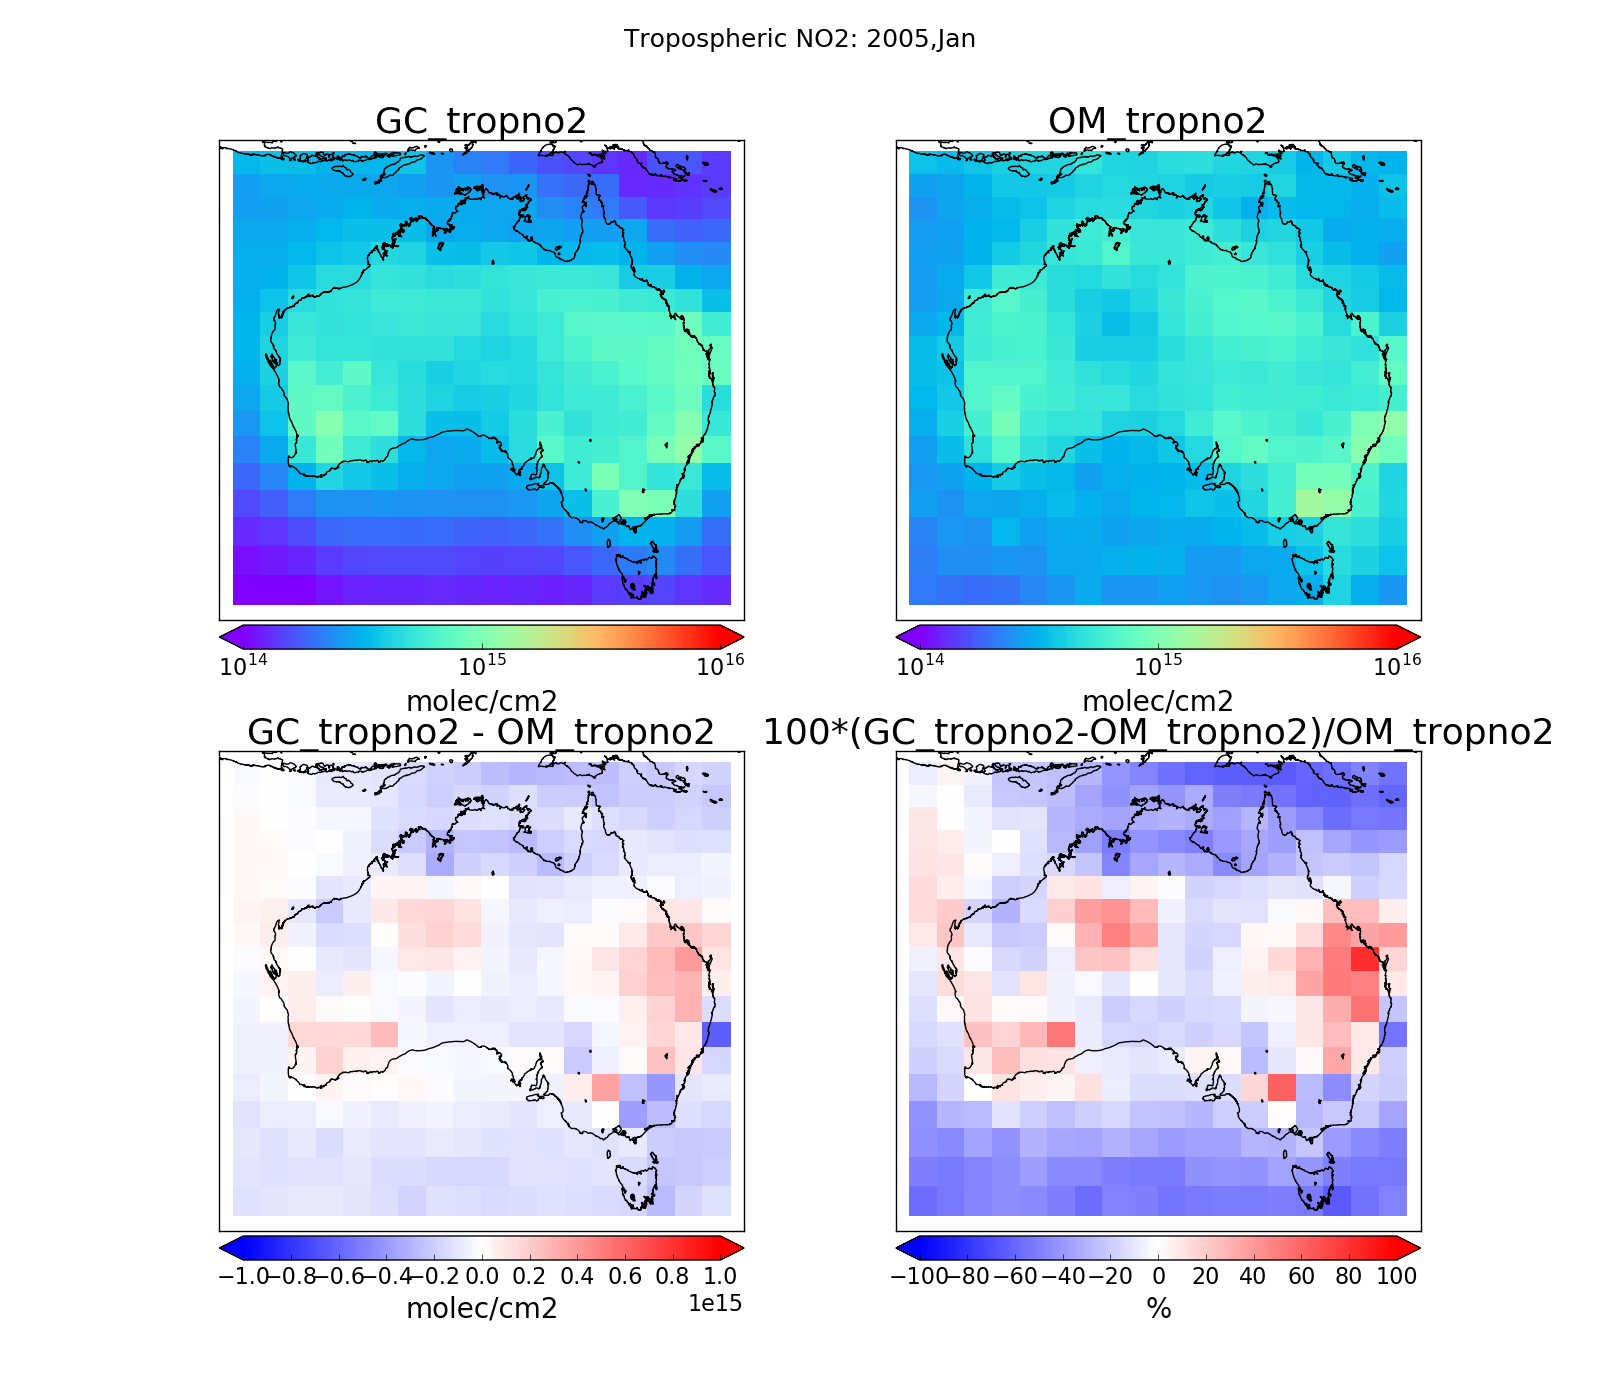 Tropospheric NO2: 2005,Jan
GC_tropno2
OM_tropno2
10^14 10^15 10^16
molec/cm2
10^14 10^15 10^16
molec/cm2
GC_tropno2 - OM_tropno2
100*(GC_tropno2-OM_tropno2)/OM_tropno2
−1.0 −0.8 −0.6 −0.4 −0.2 0.0 0.2 0.4 0.6 0.8 1.0
1e15
molec/cm2
−100 −80 −60 −40 −20 0 20 40 60 80 100
%